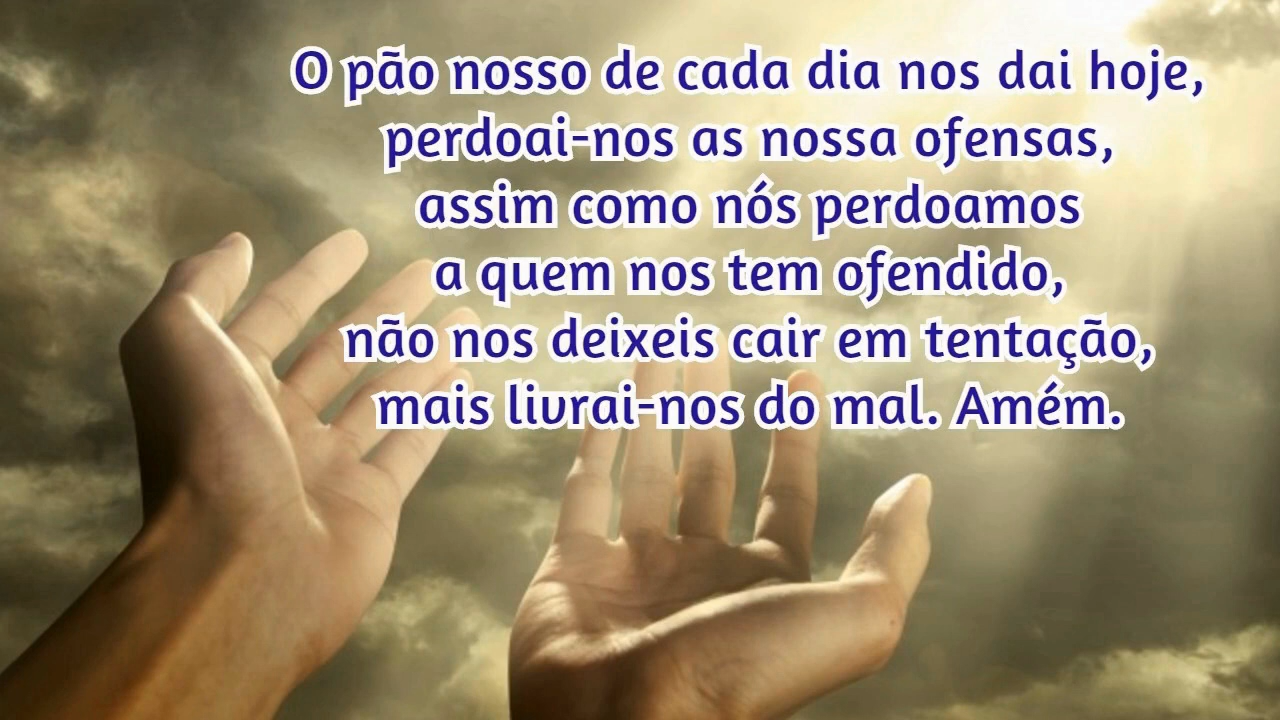 O pão nosso de cada dia nos dai hoje,
perdoai-nos as nossa ofensas,
assim como nós perdoamos
a quem nos tem ofendido,
não nos deixeis cair em tentação,
mais livrai-nos do mal. Amém.